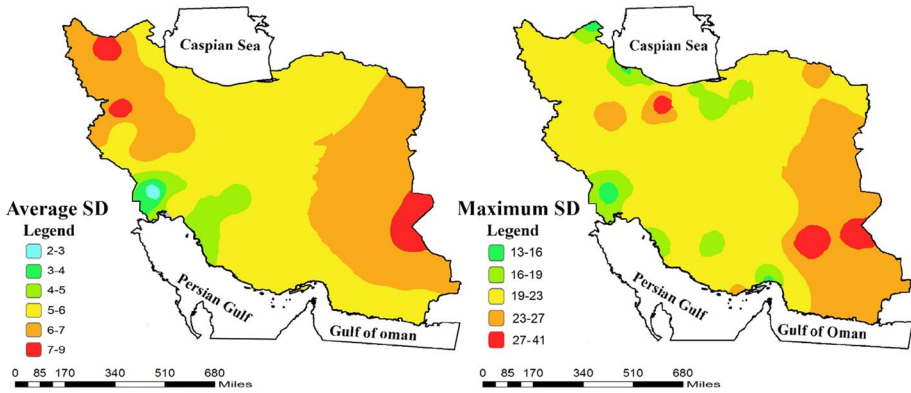 Caspian Sea
Average SD
Legend
2-3
3-4
4-5
5-6
6-7
7-9
Persian Gulf
Gulf of oman
0 85 170 340 510 680
Miles
Caspian Sea
Maximum SD
Legend
13-16
16-19
19-23
23-27
27-41
Persian Gulf
Gulf of Oman
0 85 170 340 510 680
Miles